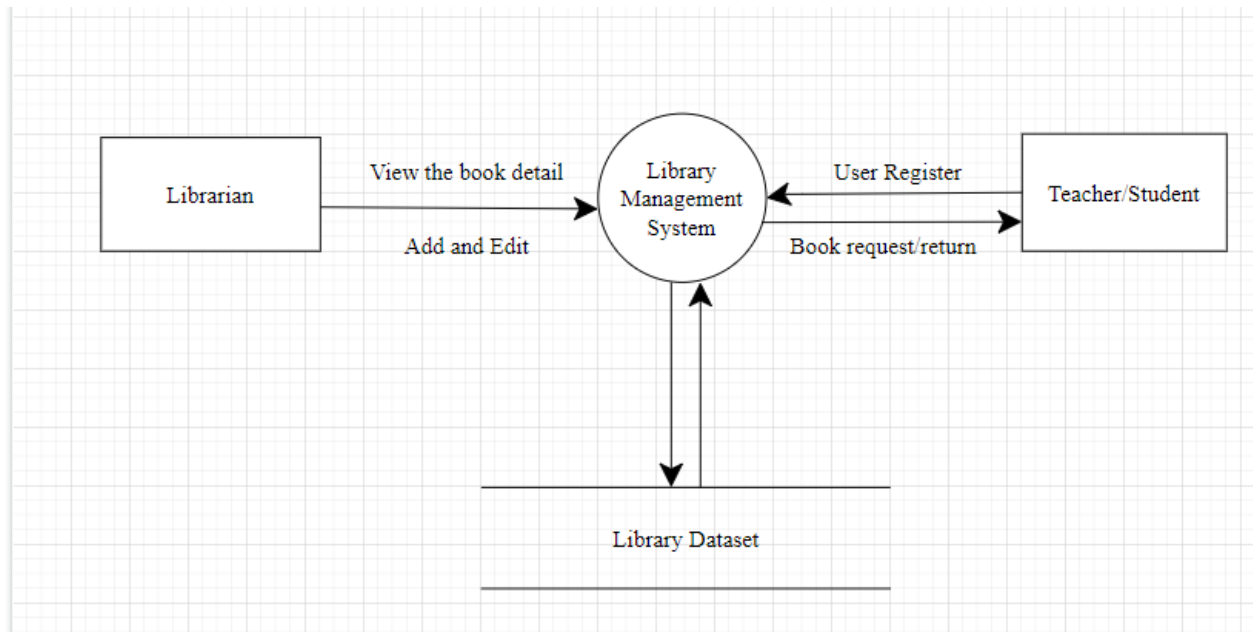 Librarian
View the book detail
Add and Edit
Library
Management
System
User Register
Book request/return
Teacher/Student
Library Dataset